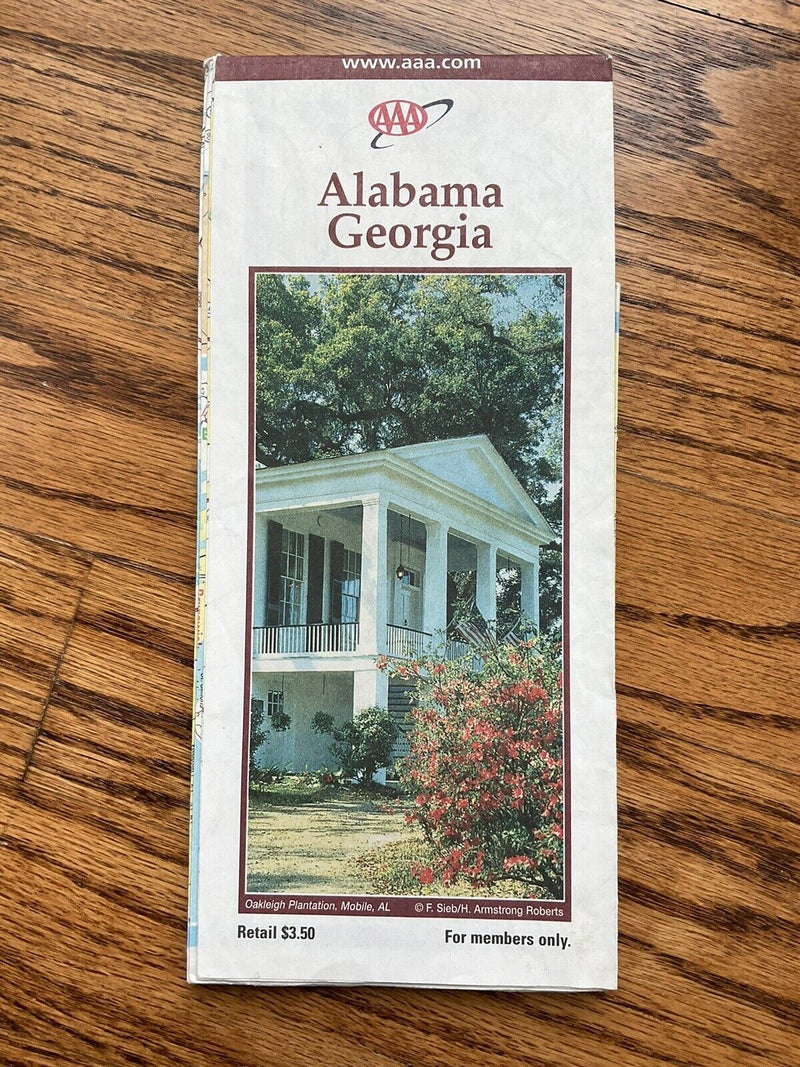 www.aaa.com
AAA
Alabama
Georgia
Oakleigh Plantation, Mobile, AL © F. Sieb/H. Armstrong Roberts
Retail $3.50 For members only.